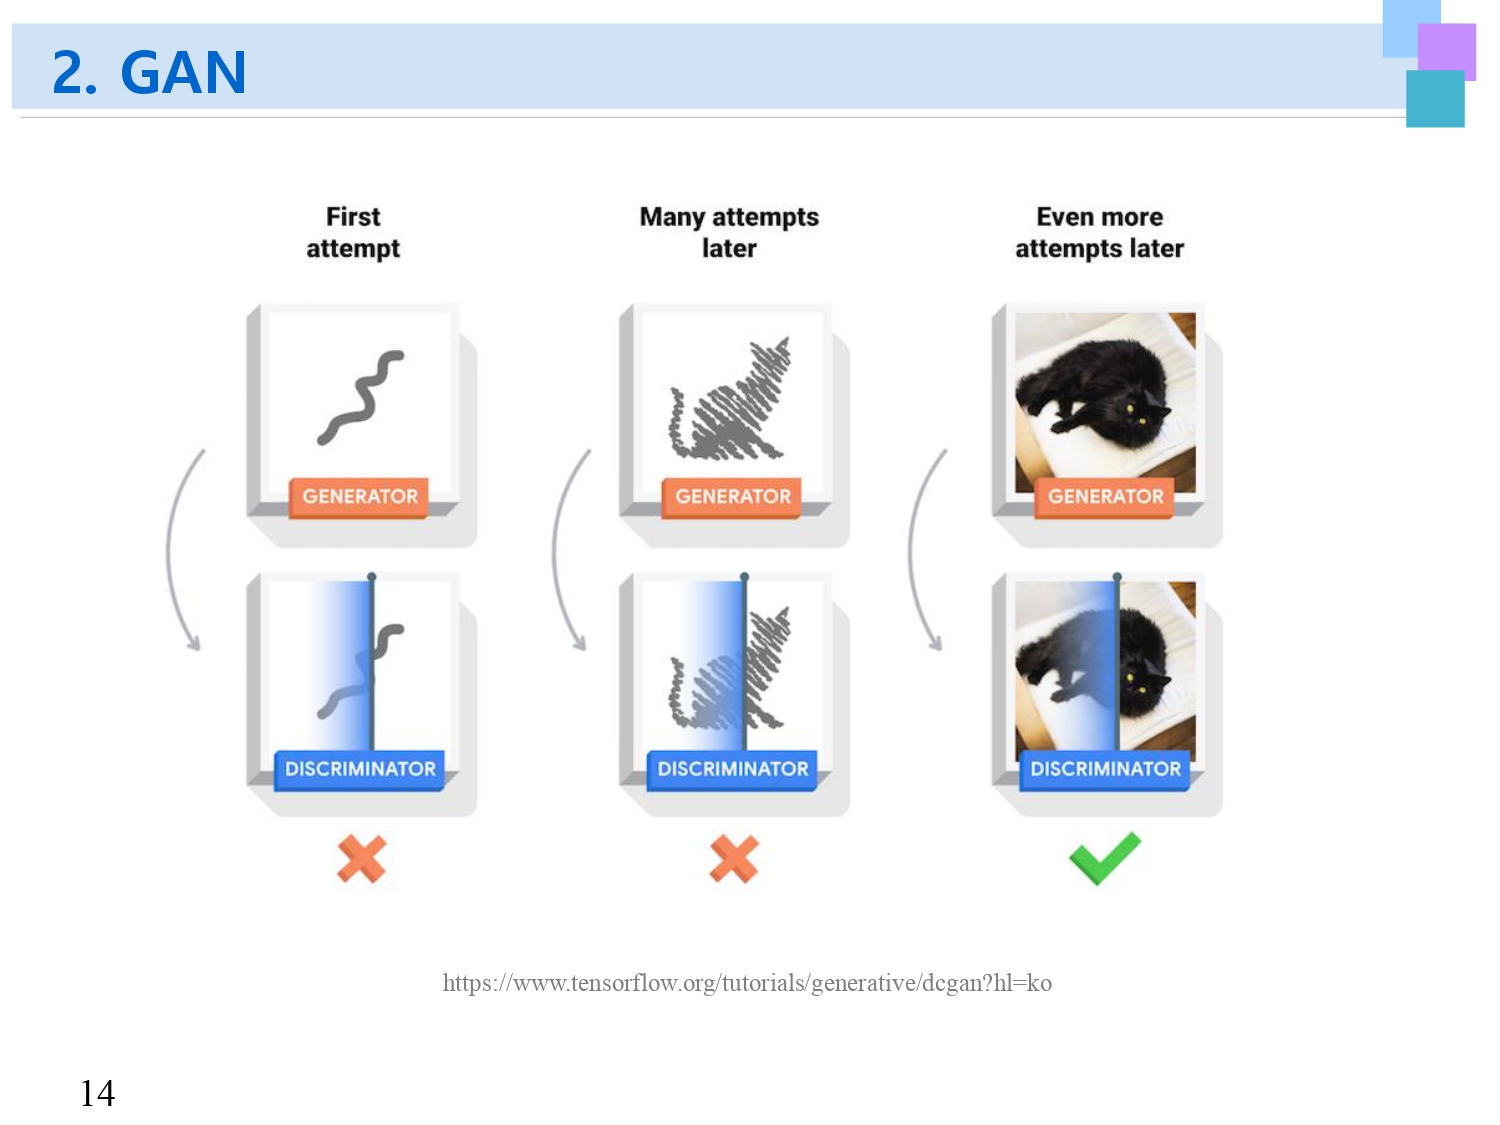 2. GAN
First
attempt
Many attempts
later
Even more
attempts later
GENERATOR
GENERATOR
GENERATOR
DISCRIMINATOR
DISCRIMINATOR
DISCRIMINATOR
https://www.tensorflow.org/tutorials/generative/dcgan?hl=ko
14